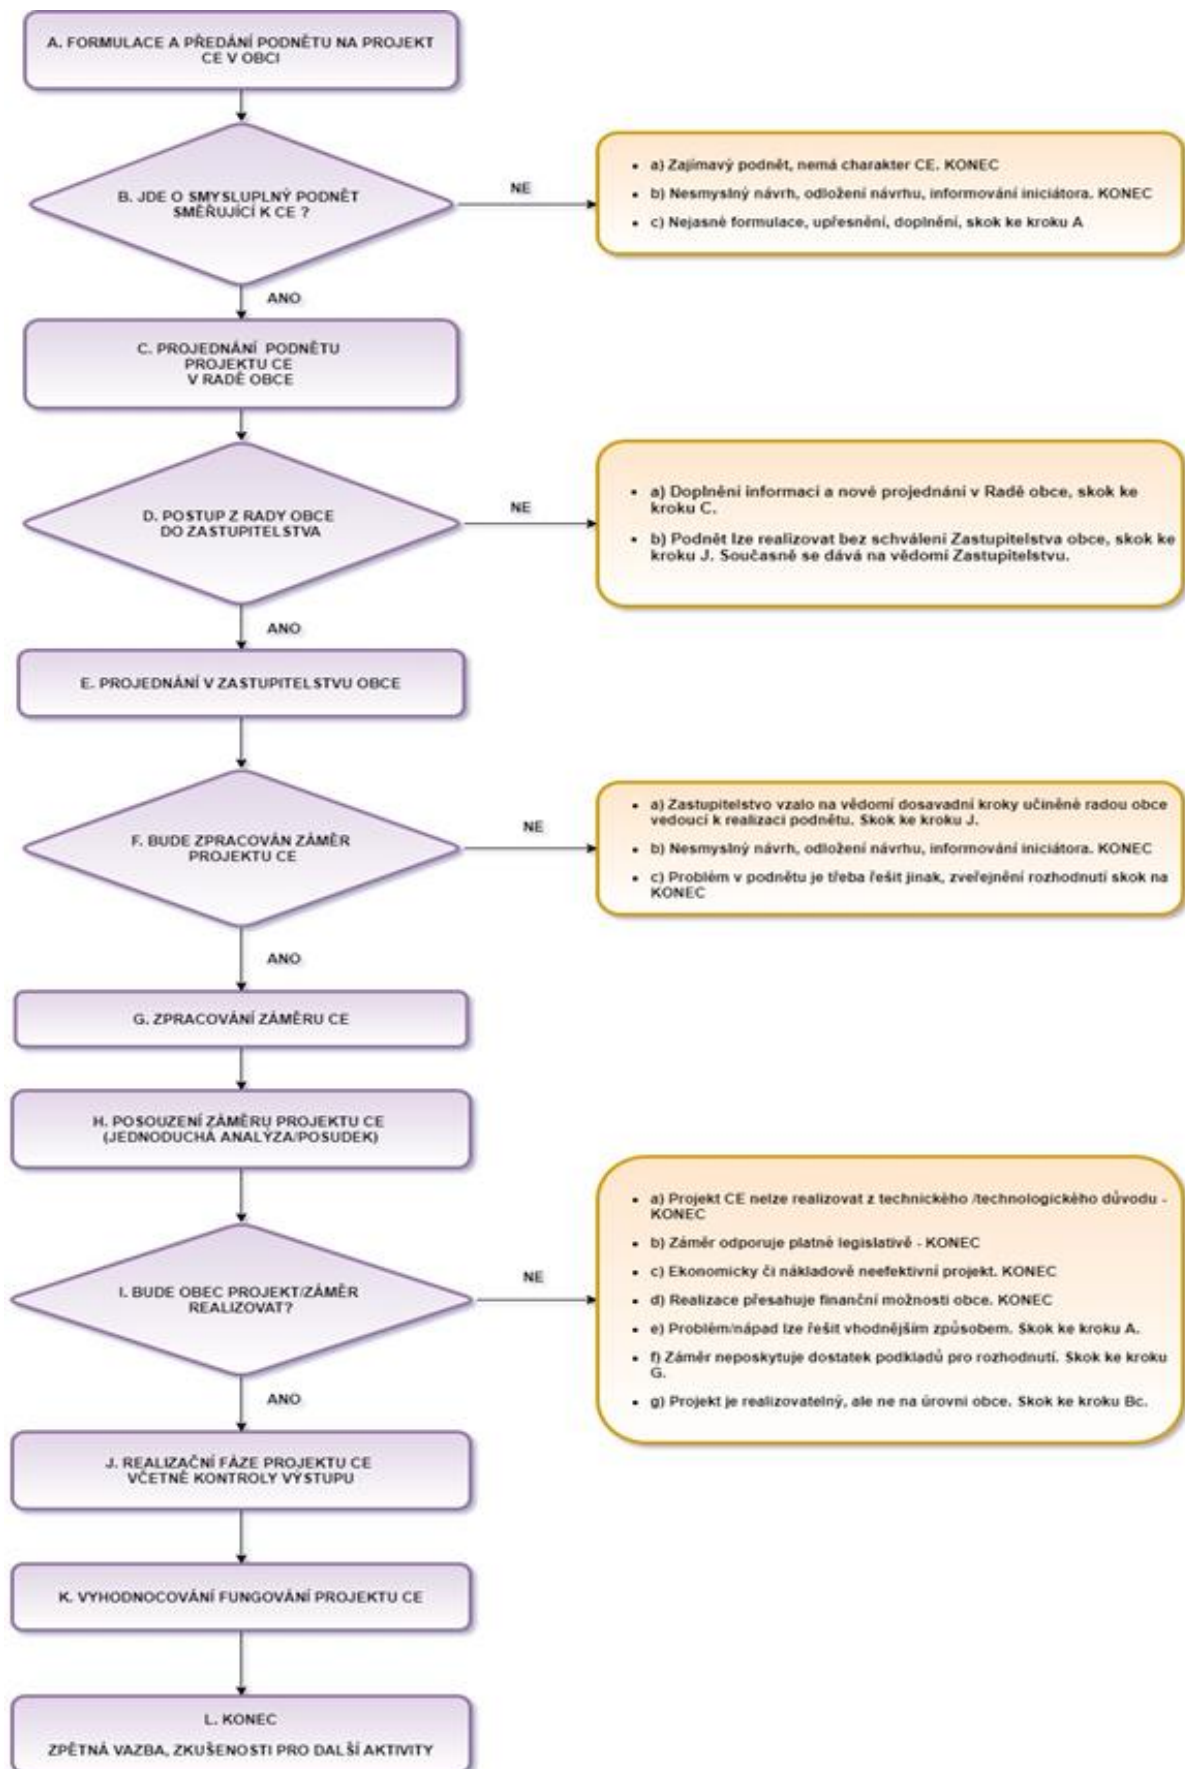 A. FORMULACE A PŘEDÁNÍ PODNĚTU NA PROJEKT
CE V OBCI
B. JDE O SMYSLUPLNÝ PODNĚT
SMĚŘUJÍCÍ K CE ?
NE
• a) Zajímavý podnět, nemá charakter CE. KONEC
• b) Nesmyslný návrh, odložení návrhu, informování iniciátora. KONEC
• c) Nejasné formulace, upřesnění, doplnění, skok ke kroku A
ANO
C. PROJEDNÁNÍ PODNĚTU
PROJEKTU CE
V RADĚ OBCE
D. POSTUP Z RADY OBCE
DO ZASTUPITELSTVA
NE
• a) Doplnění informací a nové projednání v Radě obce, skok ke
kroku C.
• b) Podnět lze realizovat bez schválení Zastupitelstva obce, skok ke
kroku J. Současně se dává na vědomí Zastupitelstvu.
ANO
E. PROJEDNÁNÍ V ZASTUPITELSTVU OBCE
F. BUDE ZPRACOVÁN ZÁMĚR
PROJEKTU CE
NE
• a) Zastupitelstvo vzalo na vědomí dosavadní kroky učiněné radou obce
vedoucí k realizaci podnětu. Skok ke kroku J.
• b) Nesmyslný návrh, odložení návrhu, informování iniciátora. KONEC
• c) Problém v podnětu je třeba řešit jinak, zveřejnění rozhodnutí skok na
KONEC
ANO
G. ZPRACOVÁNÍ ZÁMĚRU CE
H. POSOUZENÍ ZÁMĚRU PROJEKTU CE
(JEDNODUCHÁ ANALÝZA/POSUDEK)
I. BUDE OBEC PROJEKT/ZÁMĚR
REALIZOVAT?
NE
• a) Projekt CE nelze realizovat z technického /technologického důvodu -
KONEC
• b) Záměr odporuje platné legislativě - KONEC
• c) Ekonomicky či nákladově neefektivní projekt. KONEC
• d) Realizace přesahuje finanční možnosti obce. KONEC
• e) Problém/nápad lze řešit vhodnějším způsobem. Skok ke kroku A.
• f) Záměr neposkytuje dostatek podkladů pro rozhodnutí. Skok ke kroku
G.
• g) Projekt je realizovatelný, ale ne na úrovni obce. Skok ke kroku Bc.
ANO
J. REALIZAČNÍ FÁZE PROJEKTU CE
VČETNĚ KONTROLY VÝSTUPU
K. VYHODNOCOVÁNÍ FUNGOVÁNÍ PROJEKTU CE
L. KONEC
ZPĚTNÁ VAZBA, ZKUŠENOSTI PRO DALŠÍ AKTIVITY